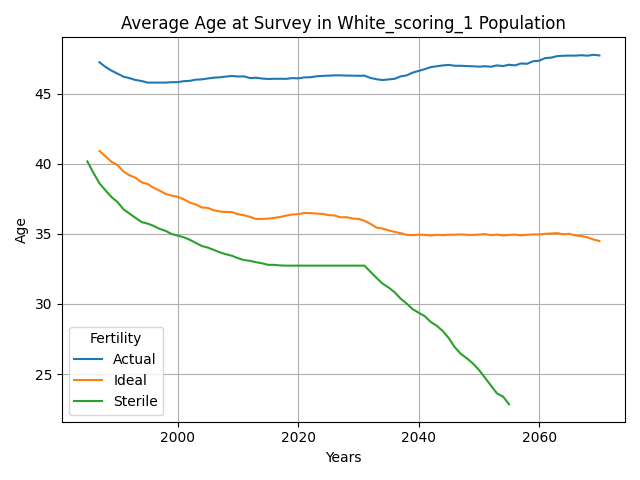 Average Age at Survey in White_scoring_1 Population
Age
45
40
35
30
25
Fertility
Actual
Ideal
Sterile
2000
2020
2040
2060
Years